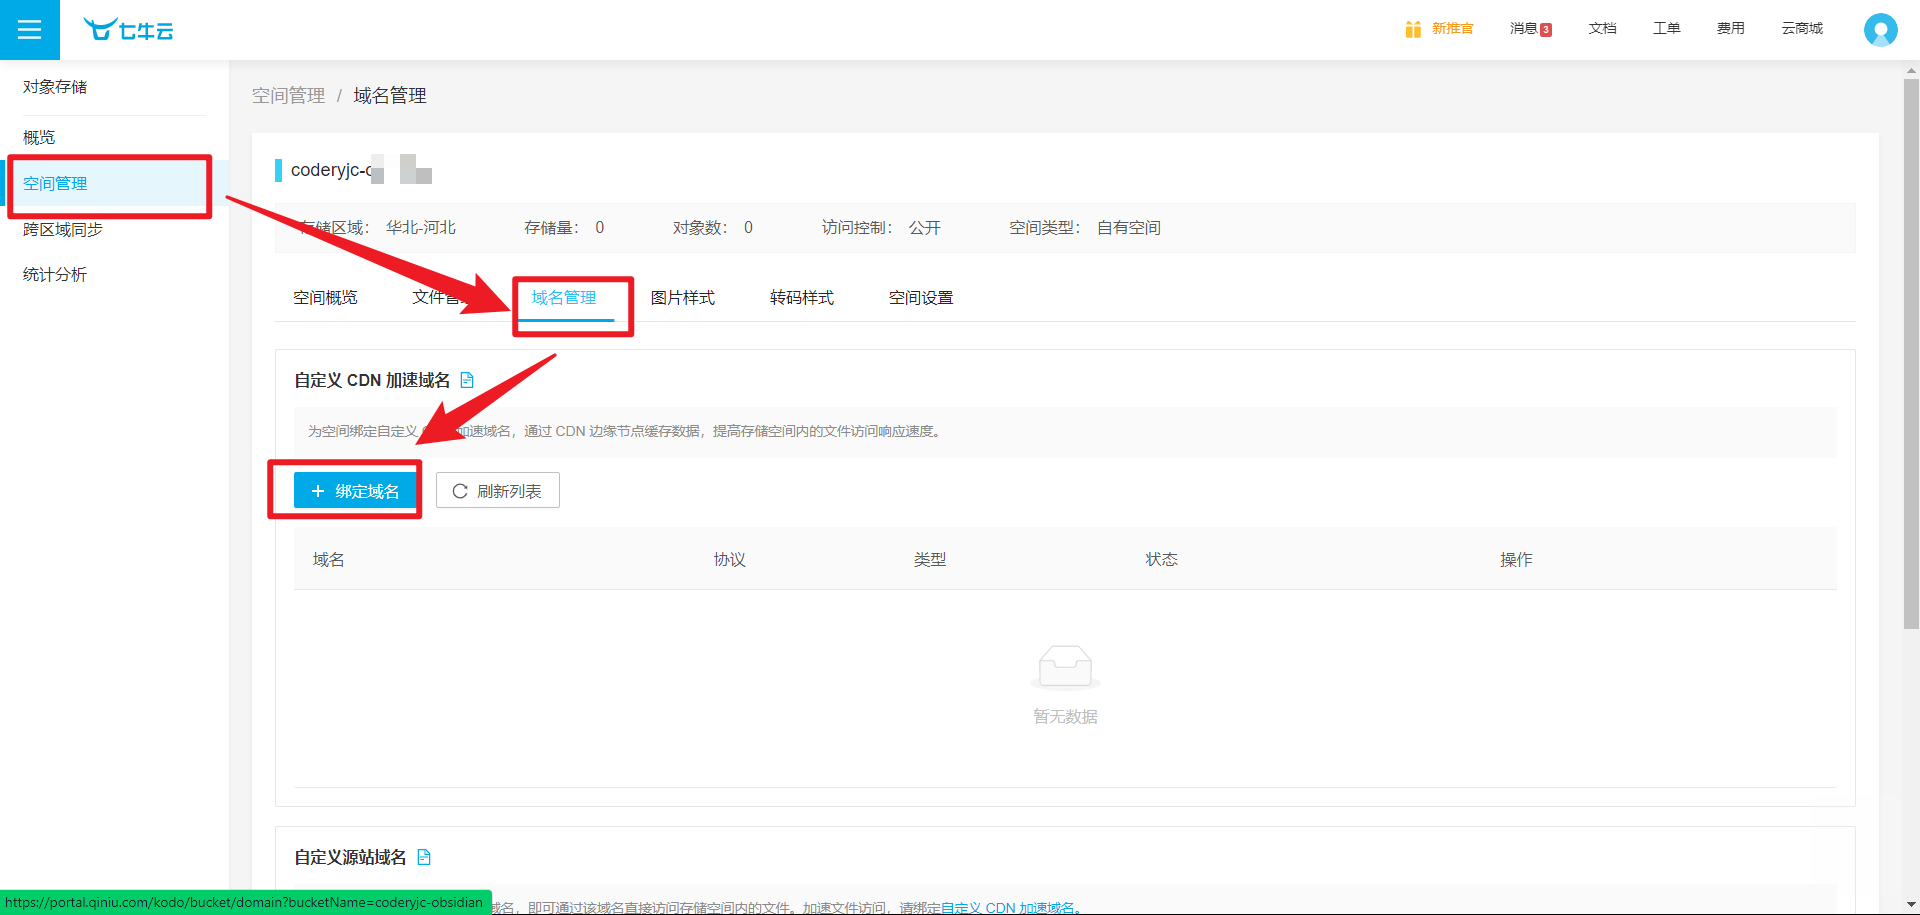 七牛云
新推官
消息 3
文档
工单
费用
云商城
对象存储
概览
空间管理
跨区域同步
统计分析
空间管理 / 域名管理
coderyjc-
存储区域： 华北-河北 存储量： 0 对象数： 0 访问控制： 公开 空间类型： 自有空间
空间概览 文件管 域名管理 图片样式 转码样式 空间设置
自定义 CDN 加速域名
为空间绑定自定义 加速域名，通过 CDN 边缘节点缓存数据，提高存储空间内的文件访问响应速度。
+ 绑定域名 刷新列表
域名 协议 类型 状态 操作
暂无数据
自定义源站域名
域名，即可通过该域名直接访问存储空间内的文件。加速文件访问，请绑定自定义 CDN 加速域名。
https://portal.qiniu.com/kodo/bucket/domain?bucketName=coderyjc-obsidian